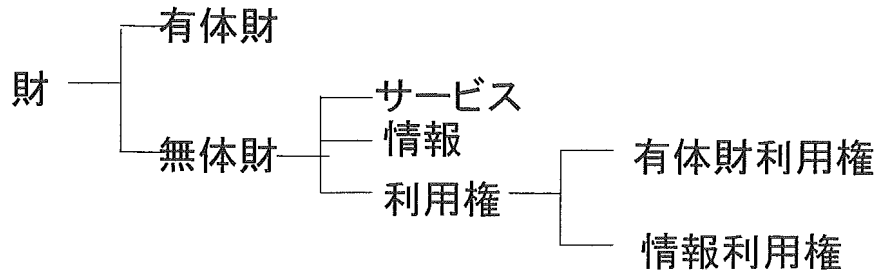 有体財
財
サービス
無体財
情報
利用権
有体財利用権
情報利用権